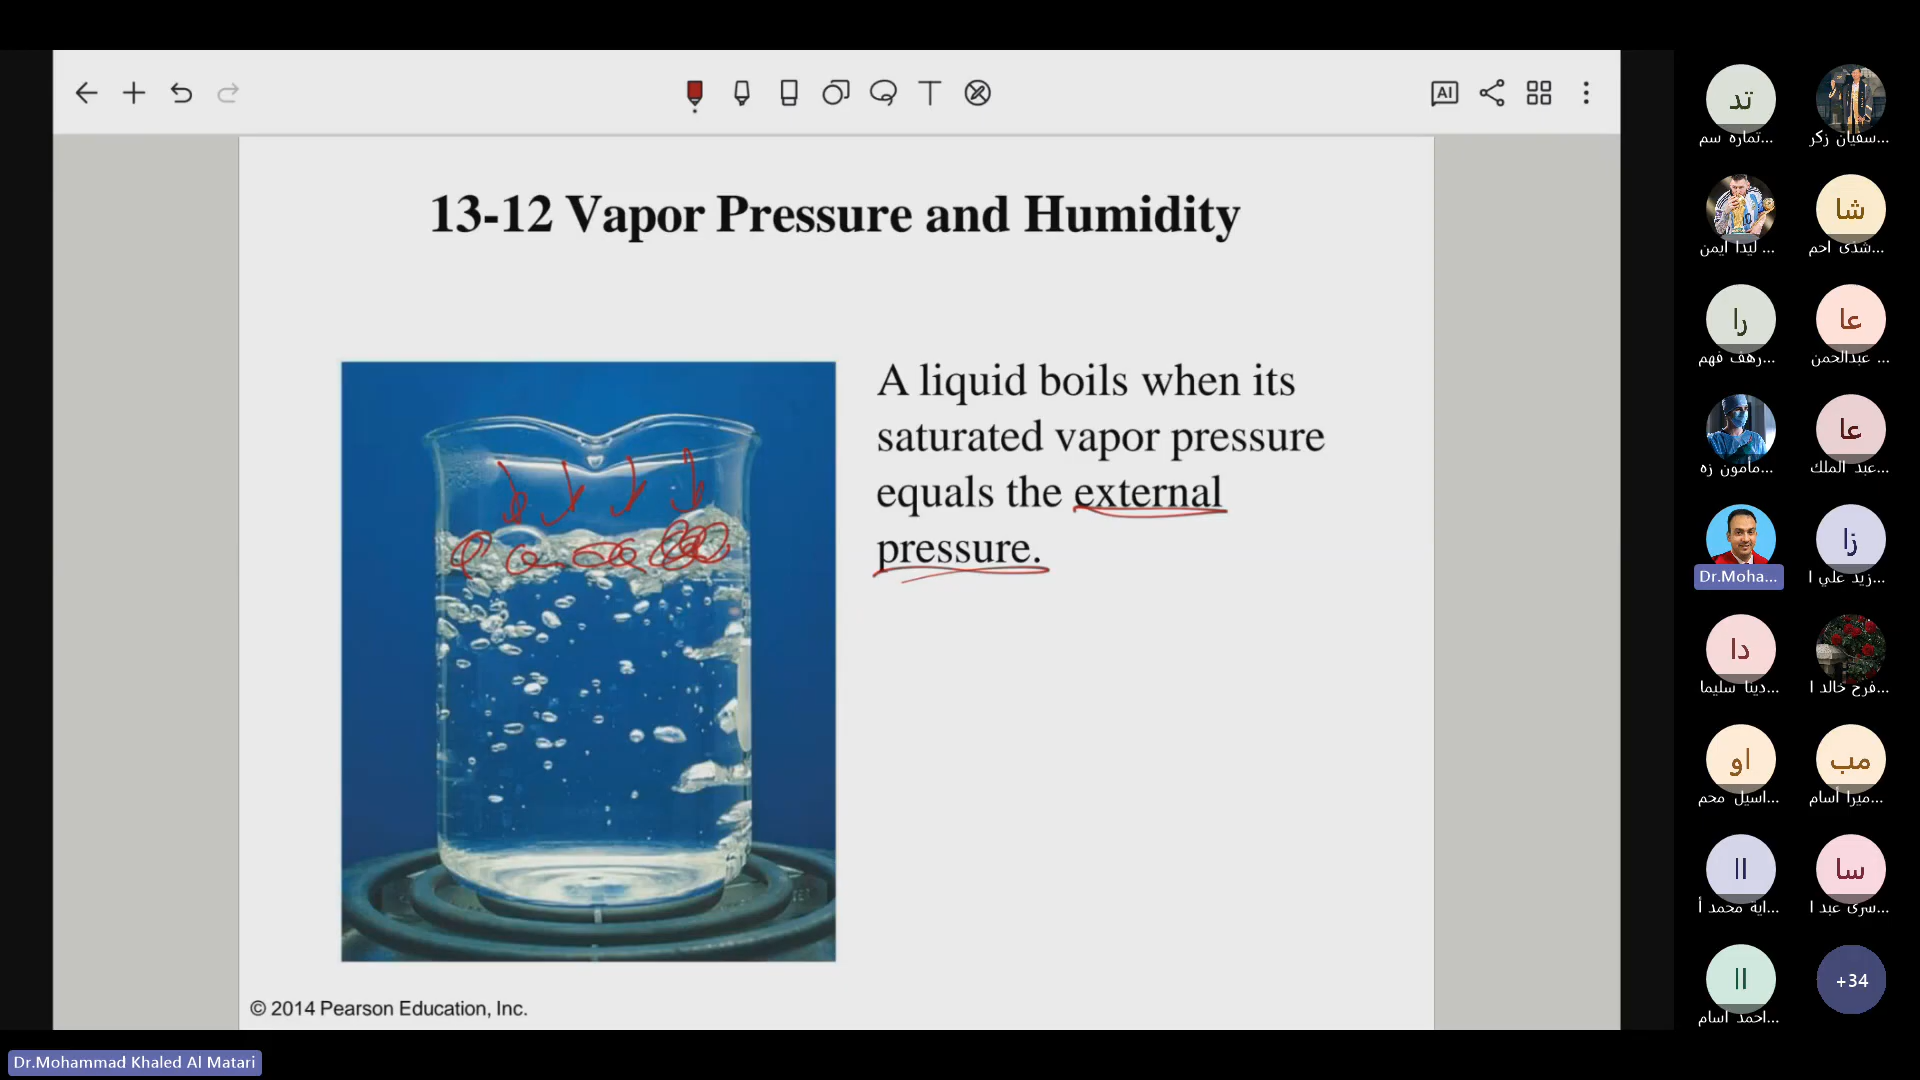 AI
13-12 Vapor Pressure and Humidity
A liquid boils when its
saturated vapor pressure
equals the external
pressure.
© 2014 Pearson Education, Inc.
تد
تماره سم...
سفيان زكر...
ليدا ايمن ...
شا
شذى احم...
را
رهف فهم...
عا
عبدالحمن ...
مأمون زه...
عا
عبد الملك...
Dr.Moha...
زا
زيد علي ا...
دا
دينا سليما...
فرح خالد ا...
او
اسيل محم...
مب
ميرا أسام...
اا
اية محمد أ...
سا
سرى عبد ا...
اا
احمد اسام...
+34
Dr.Mohammad Khaled Al Matari